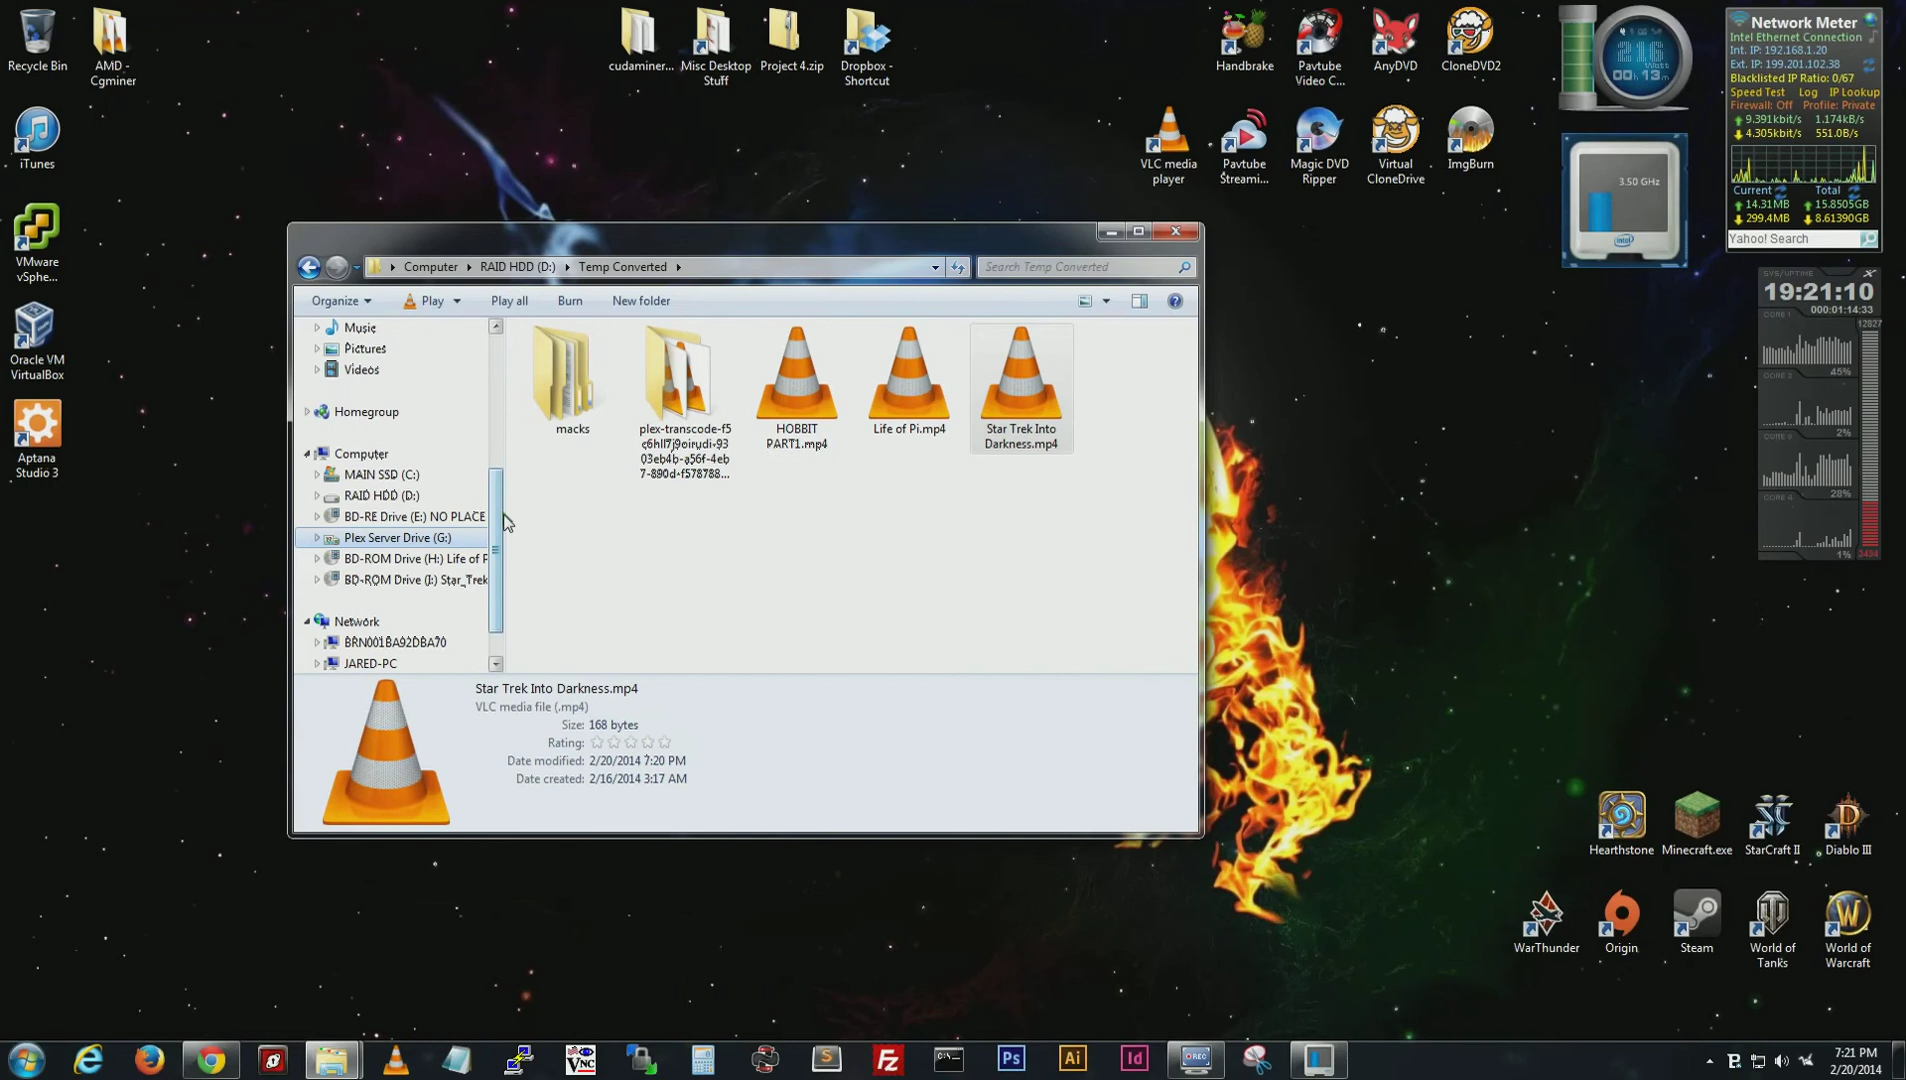 Recycle Bin
AMD -
Cgminer
cudaminer...
Misc Desktop
Stuff
Project 4.zip
Dropbox -
Shortcut
Handbrake
Pavtube
Video C...
AnyDVD
CloneDVD2
216
Watt
00h 13m
Network Meter
Intel Ethernet Connection
Int. IP: 192.168.1.20
Ext. IP: 199.201.102.38
Blacklisted IP Ratio: 0/67
Speed Test Log IP Lookup
Firewall: Off Profile: Private
9.391kbit/s 1.174kB/s
4.305kbit/s 551.0B/s
Current Total
14.31MB 15.8505GB
299.4MB 8.61390GB
Yahoo! Search
iTunes
VLC media
player
Pavtube
Streami...
Magic DVD
Ripper
Virtual
CloneDrive
ImgBurn
3.50 GHz
intel
VMware
vSphe...
Oracle VM
VirtualBox
Aptana
Studio 3
SYS/UPTIME
19:21:10
000:01:14:33
CORE 1
12827
45%
CORE 2
2%
28%
1%
3494
Computer
RAID HDD (D:)
Temp Converted
Search Temp Converted
Organize
Play
Play all
Burn
New folder
Music
Pictures
Videos
Homegroup
Computer
MAIN SSD (C:)
RAID HDD (D:)
BD-RE Drive (E:) NO PLACE
Plex Server Drive (G:)
BD-ROM Drive (H:) Life of P
BD-ROM Drive (I:) Star_Trek
Network
BRN001BA92DBA70
JARED-PC
macks
plex-transcode-f5
c6hll7j9oirudi-93
03eb4b-a56f-4eb
7-890d-f578788...
HOBBIT
PART1.mp4
Life of Pi.mp4
Star Trek Into
Darkness.mp4
Star Trek Into Darkness.mp4
VLC media file (.mp4)
Size: 168 bytes
Rating:
Date modified: 2/20/2014 7:20 PM
Date created: 2/16/2014 3:17 AM
Hearthstone
Minecraft.exe
StarCraft II
Diablo III
WarThunder
Origin
Steam
World of
Tanks
World of
Warcraft
VNC
S
Fz
C:\
Ps
Ai
Id
REC
7:21 PM
2/20/2014